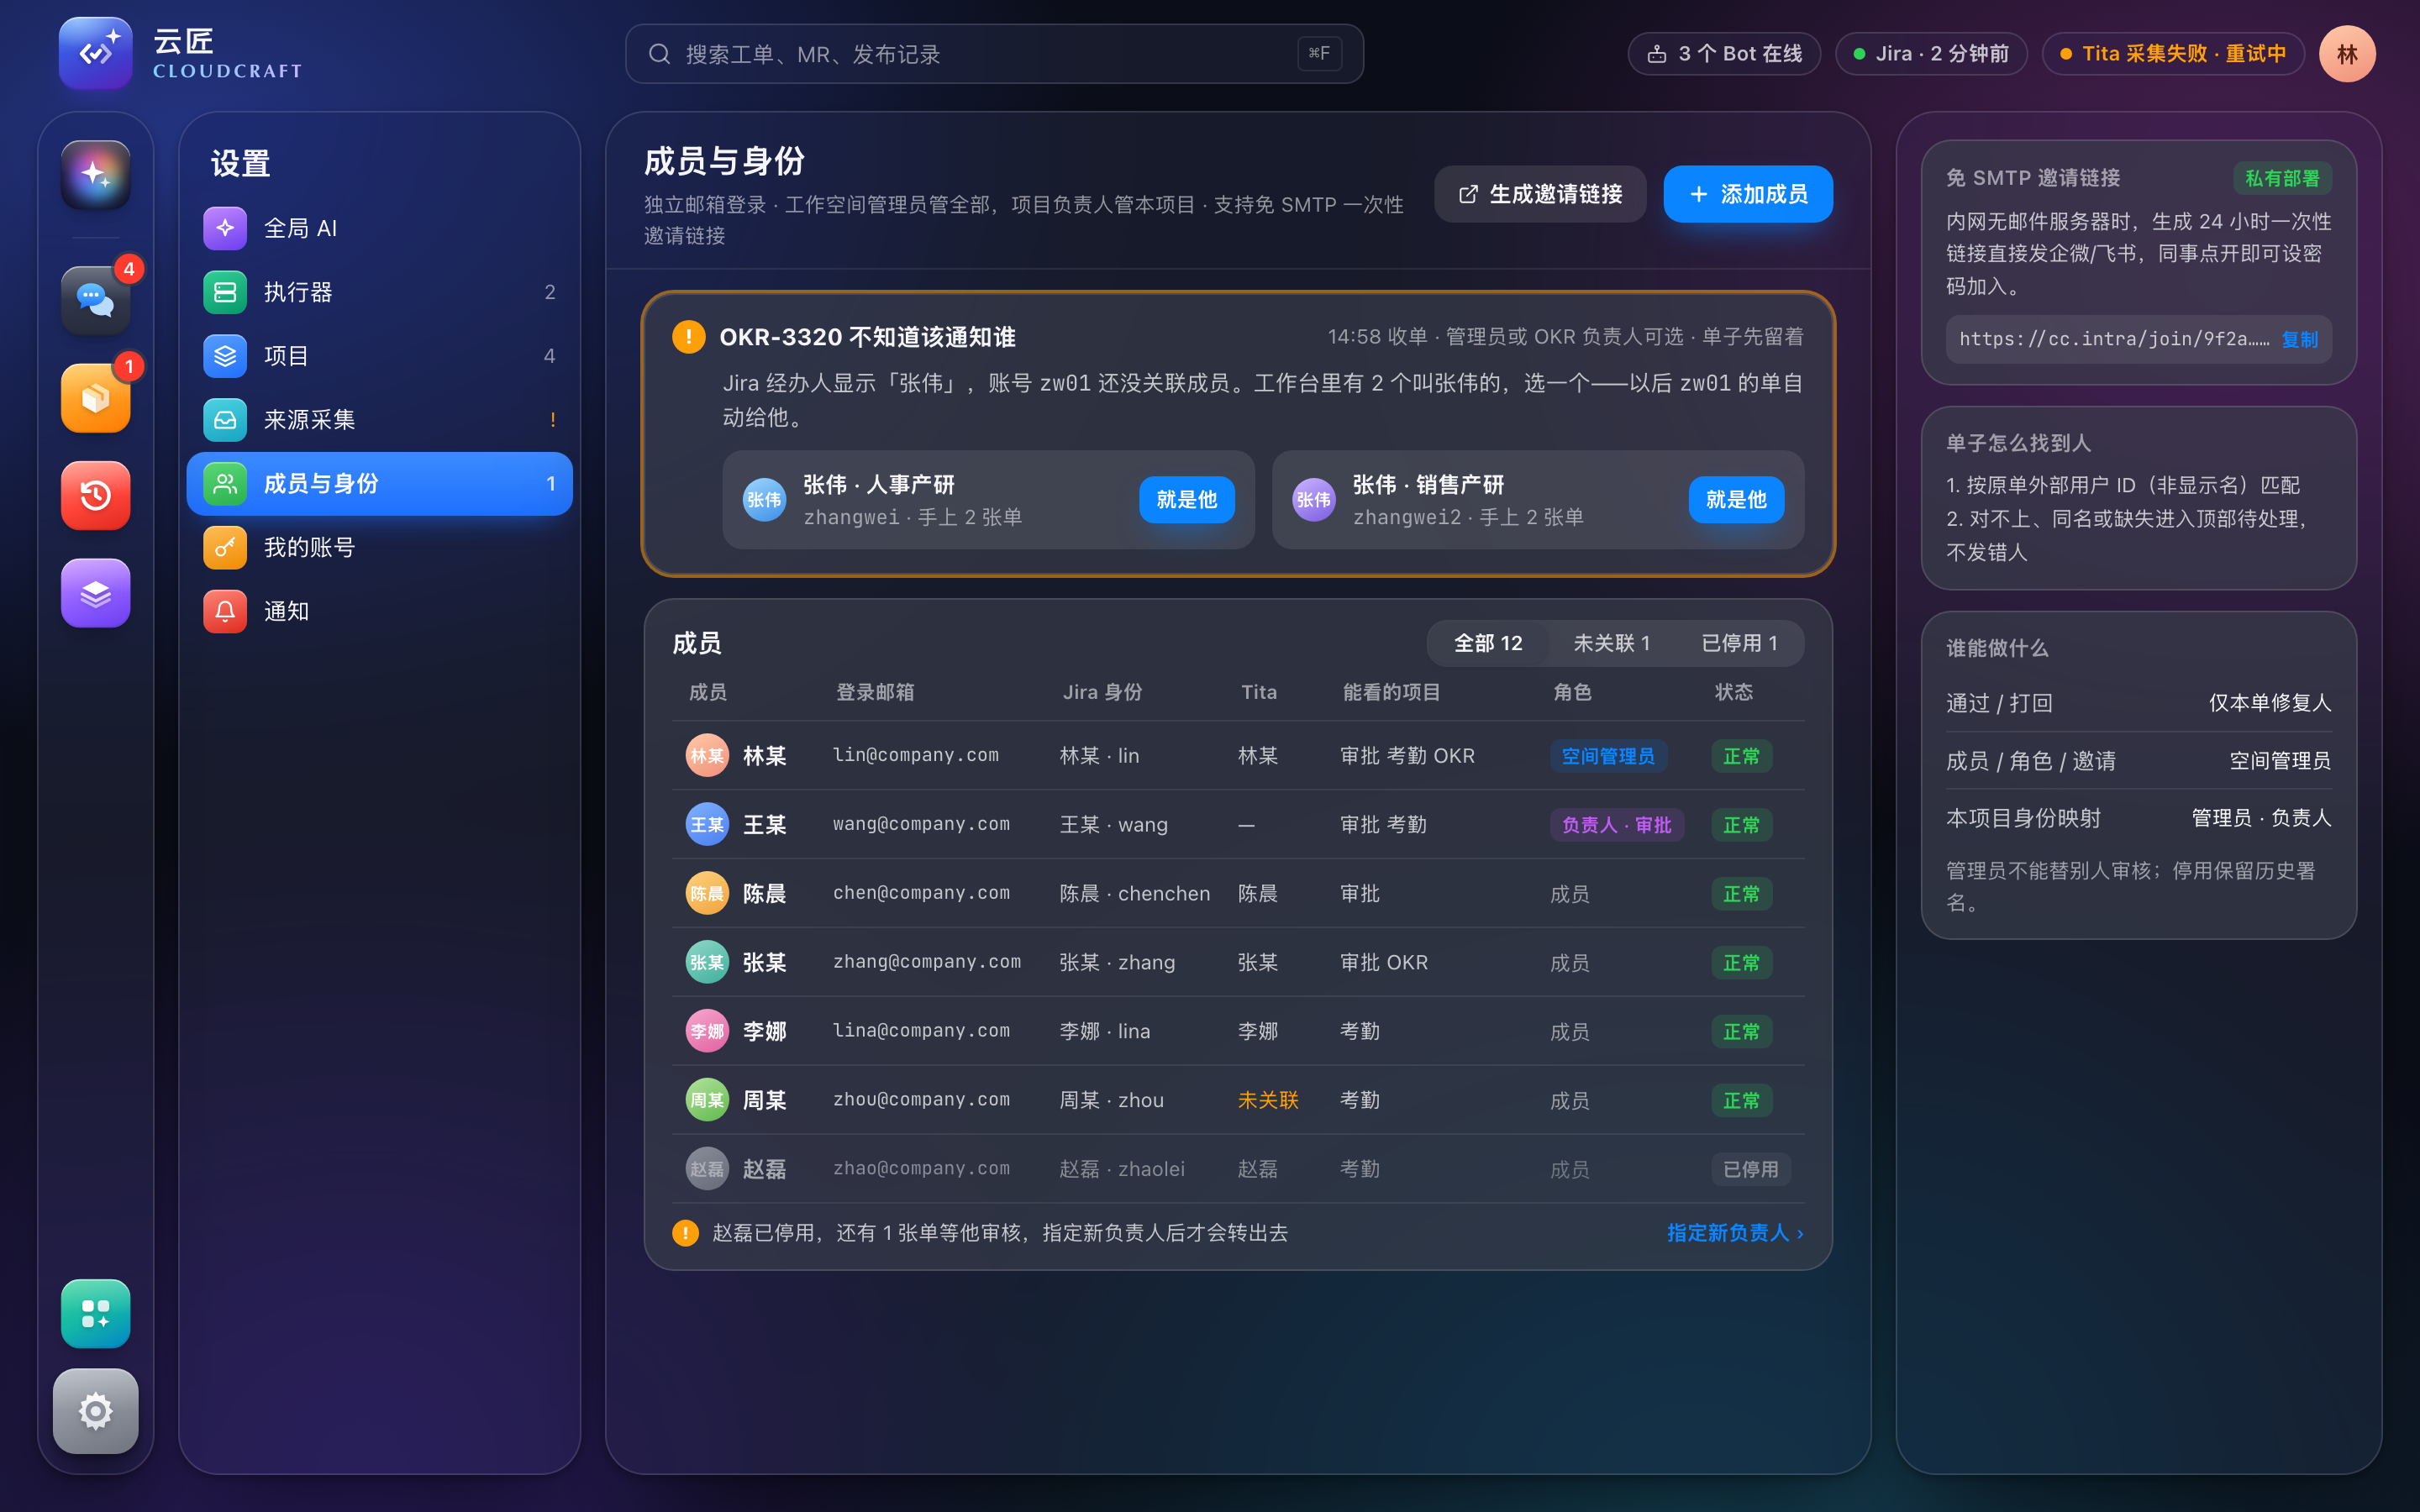 云匠
CLOUDCRAFT
搜索工单、MR、发布记录
⌘F
3 个 Bot 在线
Jira · 2 分钟前
Tita 采集失败 · 重试中
林
4
1
设置
全局 AI
执行器 2
项目 4
来源采集 !
成员与身份 1
我的账号
通知
成员与身份
独立邮箱登录 · 工作空间管理员管全部，项目负责人管本项目 · 支持免 SMTP 一次性
邀请链接
生成邀请链接
添加成员
! OKR-3320 不知道该通知谁
14:58 收单 · 管理员或 OKR 负责人可选 · 单子先留着
Jira 经办人显示「张伟」，账号 zw01 还没关联成员。工作台里有 2 个叫张伟的，选一个——以后 zw01 的单自
动给他。
张伟
张伟 · 人事产研
zhangwei · 手上 2 张单
就是他
张伟
张伟 · 销售产研
zhangwei2 · 手上 2 张单
就是他
成员
全部 12 未关联 1 已停用 1
成员 登录邮箱 Jira 身份 Tita 能看的项目 角色 状态
林某 林某 lin@company.com 林某 · lin 林某 审批 考勤 OKR 空间管理员 正常
王某 王某 wang@company.com 王某 · wang — 审批 考勤 负责人 · 审批 正常
陈晨 陈晨 chen@company.com 陈晨 · chenchen 陈晨 审批 成员 正常
张某 张某 zhang@company.com 张某 · zhang 张某 审批 OKR 成员 正常
李娜 李娜 lina@company.com 李娜 · lina 李娜 考勤 成员 正常
周某 周某 zhou@company.com 周某 · zhou 未关联 考勤 成员 正常
赵磊 赵磊 zhao@company.com 赵磊 · zhaolei 赵磊 考勤 成员 已停用
! 赵磊已停用，还有 1 张单等他审核，指定新负责人后才会转出去
指定新负责人 ›
免 SMTP 邀请链接
私有部署
内网无邮件服务器时，生成 24 小时一次性
链接直接发企微/飞书，同事点开即可设密
码加入。
https://cc.intra/join/9f2a…… 复制
单子怎么找到人
1. 按原单外部用户 ID（非显示名）匹配
2. 对不上、同名或缺失进入顶部待处理，
不发错人
谁能做什么
通过 / 打回 仅本单修复人
成员 / 角色 / 邀请 空间管理员
本项目身份映射 管理员 · 负责人
管理员不能替别人审核；停用保留历史署
名。